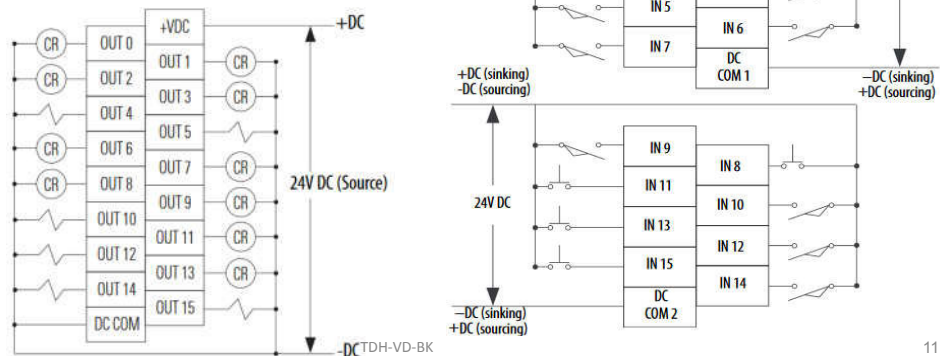 +VDC
+DC
CR
OUT 0
OUT 1
CR
CR
OUT 2
OUT 3
CR
OUT 4
OUT 5
CR
OUT 6
OUT 7
CR
CR
OUT 8
OUT 9
CR
24V DC (Source)
OUT 10
OUT 11
CR
OUT 12
OUT 13
CR
OUT 14
OUT 15
DC COM
-DC
IN 5
IN 6
IN 7
DC
COM 1
+DC (sinking)
-DC (sourcing)
—DC (sinking)
+DC (sourcing)
IN 9
IN 8
IN 11
24V DC
IN 10
IN 13
IN 12
IN 15
IN 14
DC
COM 2
—DC (sinking)
+DC (sourcing)
TDH-VD-BK
11